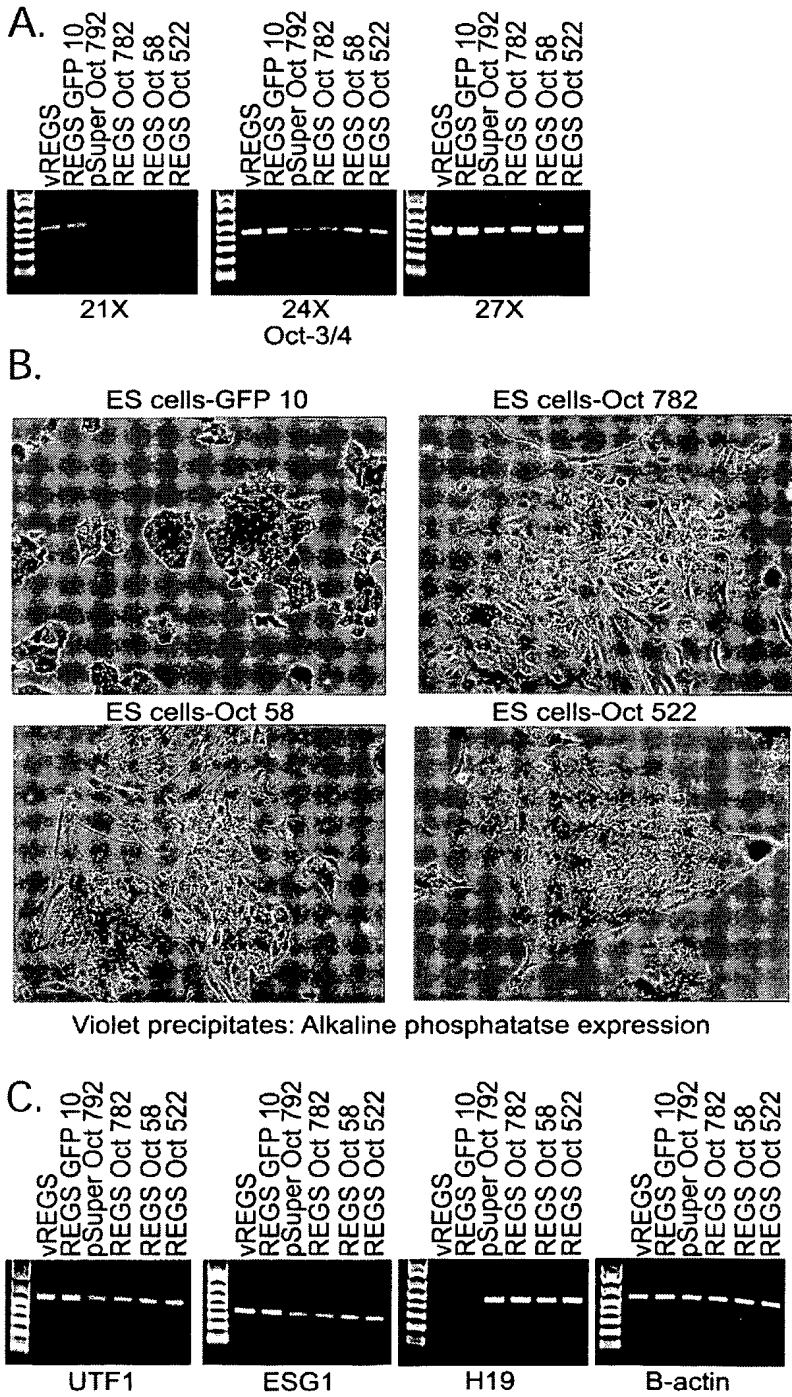 A.
vREGS
REGS GFP 10
pSuper Oct 792
REGS Oct 782
REGS Oct 58
REGS Oct 522
vREGS
REGS GFP 10
pSuper Oct 792
REGS Oct 782
REGS Oct 58
REGS Oct 522
vREGS
REGS GFP 10
pSuper Oct 792
REGS Oct 782
REGS Oct 58
REGS Oct 522
21X
24X
27X
Oct-3/4
B.
ES cells-GFP 10
ES cells-Oct 782
ES cells-Oct 58
ES cells-Oct 522
Violet precipitates: Alkaline phosphatatse expression
C.
vREGS
REGS GFP 10
pSuper Oct 792
REGS Oct 782
REGS Oct 58
REGS Oct 522
vREGS
REGS GFP 10
pSuper Oct 792
REGS Oct 782
REGS Oct 58
REGS Oct 522
vREGS
REGS GFP 10
pSuper Oct 792
REGS Oct 782
REGS Oct 58
REGS Oct 522
vREGS
REGS GFP 10
pSuper Oct 792
REGS Oct 782
REGS Oct 58
REGS Oct 522
UTF1
ESG1
H19
B-actin